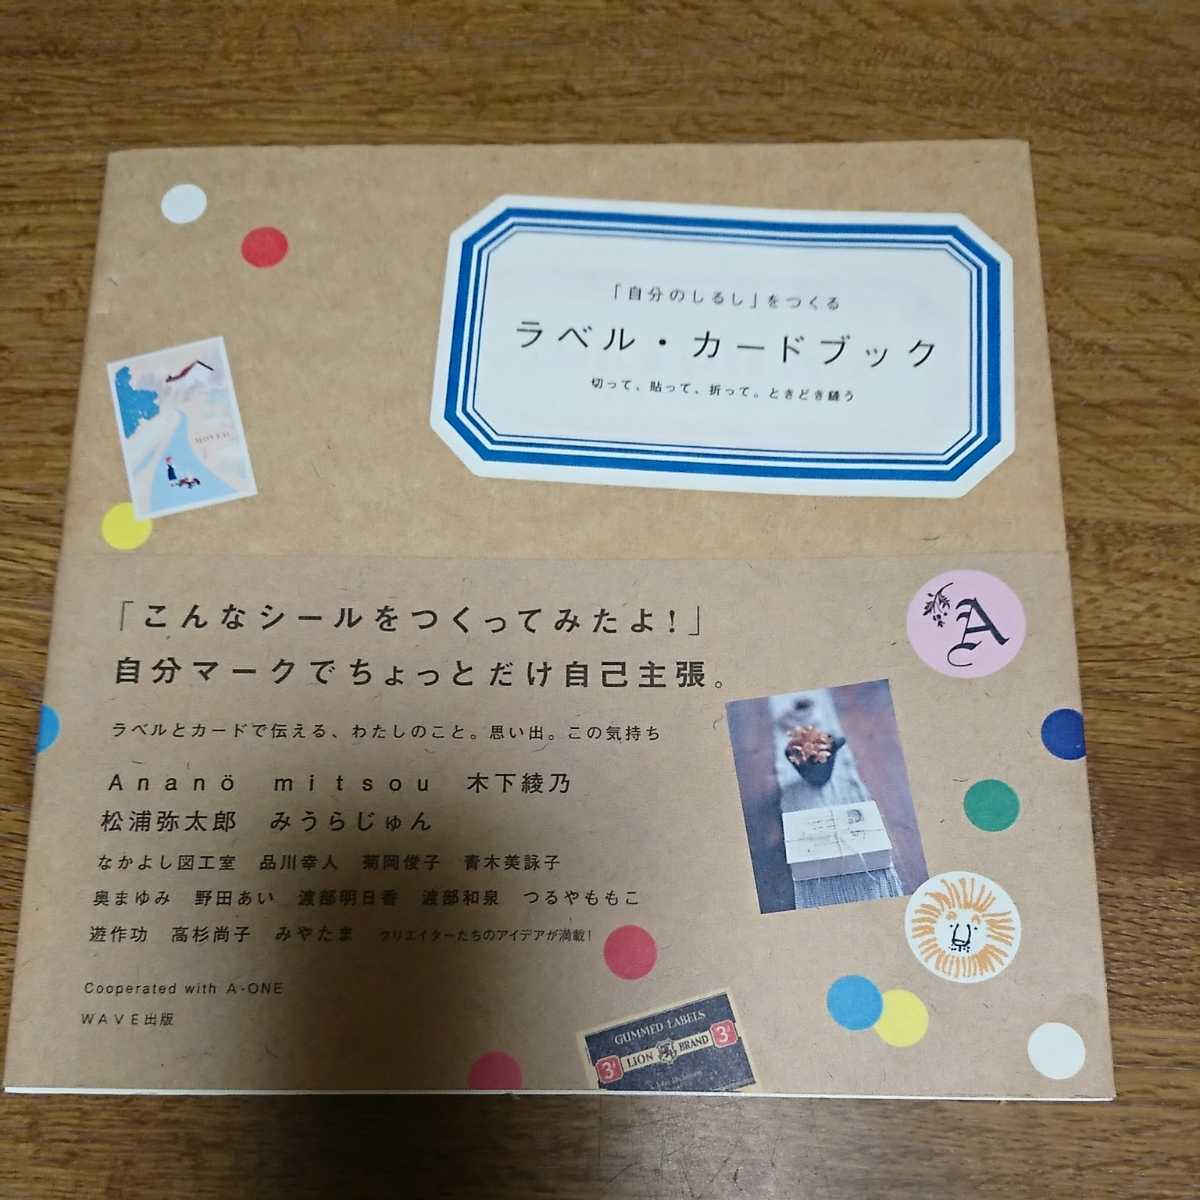 「自分のしるし」をつくる
ラベル・カードブック
切って、貼って、折って。ときどき縫う
「こんなシールをつくってみたよ!」
自分マークでちょっとだけ自己主張。
ラベルとカードで伝える、わたしのこと。思い出。この気持ち
Ananö mitsou 木下綾乃
松浦弥太郎 みうらじゅん
なかよし図工室 品川幸人 菊岡俊子 青木美詠子
奥まゆみ 野田あい 渡部明日香 渡部和泉 つるやももこ
遊作功 高杉尚子 みやたま クリエイターたちのアイデアが満載!
Cooperated with A-ONE
WAVE出版
A
GUMMED LABELS
3d LION BRAND 3d